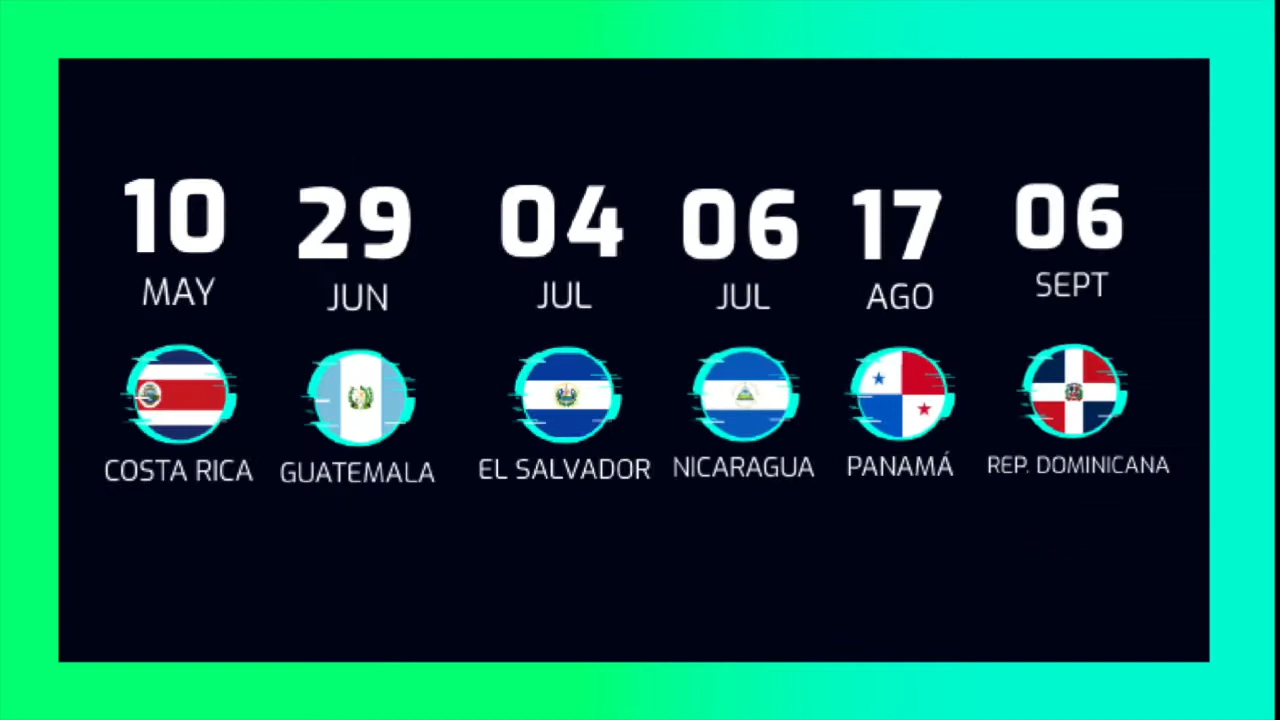 10 29 04 06 17 06
MAY JUN JUL JUL AGO SEPT
COSTA RICA GUATEMALA EL SALVADOR NICARAGUA PANAMÁ REP. DOMINICANA